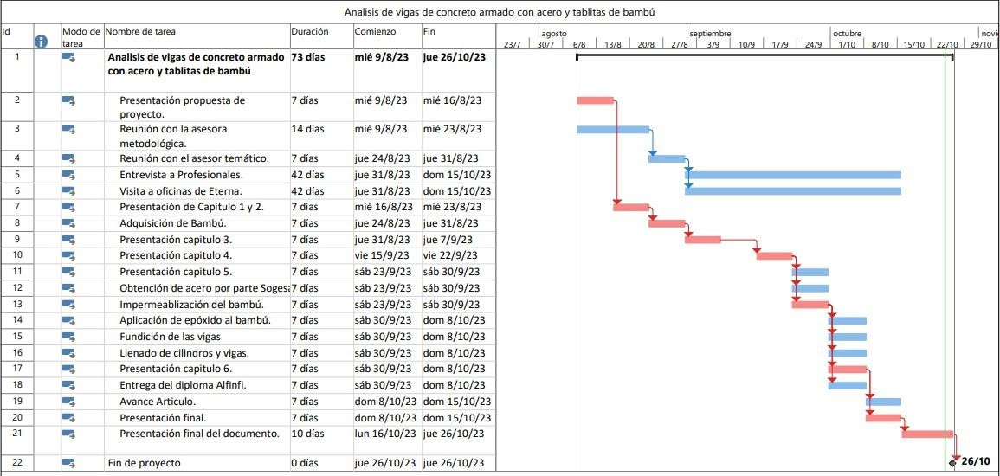 Analisis de vigas de concreto armado con acero y tablitas de bambú
Id Modo de tarea Nombre de tarea Duración Comienzo Fin
agosto septiembre octubre novi
23/7 30/7 6/8 13/8 20/8 27/8 3/9 10/9 17/9 24/9 1/10 8/10 15/10 22/10 29/10
1 Analisis de vigas de concreto armado 73 días mié 9/8/23 jue 26/10/23
con acero y tablitas de bambú
2 Presentación propuesta de 7 días mié 9/8/23 mié 16/8/23
proyecto.
3 Reunión con la asesora 14 días mié 9/8/23 mié 23/8/23
metodológica.
4 Reunión con el asesor temático. 7 días jue 24/8/23 jue 31/8/23
5 Entrevista a Profesionales. 42 días jue 31/8/23 dom 15/10/23
6 Visita a oficinas de Eterna. 42 días jue 31/8/23 dom 15/10/23
7 Presentación de Capitulo 1 y 2. 7 días mié 16/8/23 mié 23/8/23
8 Adquisición de Bambú. 7 días jue 24/8/23 jue 31/8/23
9 Presentación capitulo 3. 7 días jue 31/8/23 jue 7/9/23
10 Presentación capitulo 4. 7 días vie 15/9/23 vie 22/9/23
11 Presentación capitulo 5. 7 días sáb 23/9/23 sáb 30/9/23
12 Obtención de acero por parte Sogesa 7 días sáb 23/9/23 sáb 30/9/23
13 Impermeablización del bambú. 7 días sáb 23/9/23 sáb 30/9/23
14 Aplicación de epóxido al bambú. 7 días sáb 30/9/23 dom 8/10/23
15 Fundición de las vigas 7 días sáb 30/9/23 dom 8/10/23
16 Llenado de cilindros y vigas. 7 días sáb 30/9/23 dom 8/10/23
17 Presentación capitulo 6. 7 días sáb 30/9/23 dom 8/10/23
18 Entrega del diploma Alfinfi. 7 días sáb 30/9/23 dom 8/10/23
19 Avance Articulo. 7 días dom 8/10/23 dom 15/10/23
20 Presentación final. 7 días dom 8/10/23 dom 15/10/23
21 Presentación final del documento. 10 días lun 16/10/23 jue 26/10/23
22 Fin de proyecto 0 días jue 26/10/23 jue 26/10/23 26/10